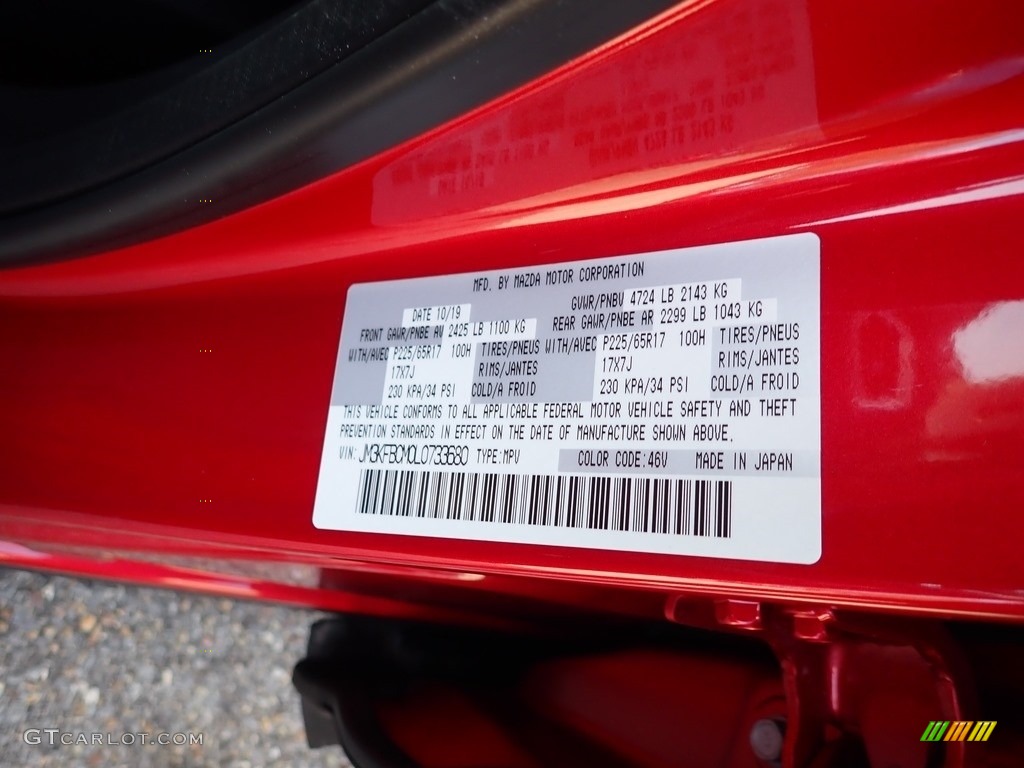 MFD. BY MAZDA MOTOR CORPORATION
DATE 10/19 GVWR/PNBV 4724 LB 2143 KG
FRONT GAWR/PNBE AV 2425 LB 1100 KG REAR GAWR/PNBE AR 2299 LB 1043 KG
WITH/AVEC P225/65R17 100H TIRES/PNEUS WITH/AVEC P225/65R17 100H TIRES/PNEUS
17X7J RIMS/JANTES 17X7J RIMS/JANTES
230 KPA/34 PSI COLD/A FROID 230 KPA/34 PSI COLD/A FROID
THIS VEHICLE CONFORMS TO ALL APPLICABLE FEDERAL MOTOR VEHICLE SAFETY AND THEFT
PREVENTION STANDARDS IN EFFECT ON THE DATE OF MANUFACTURE SHOWN ABOVE.
VIN: JM3KFBCM0L0733680 TYPE:MPV COLOR CODE:46V MADE IN JAPAN
GTCARLOT.COM